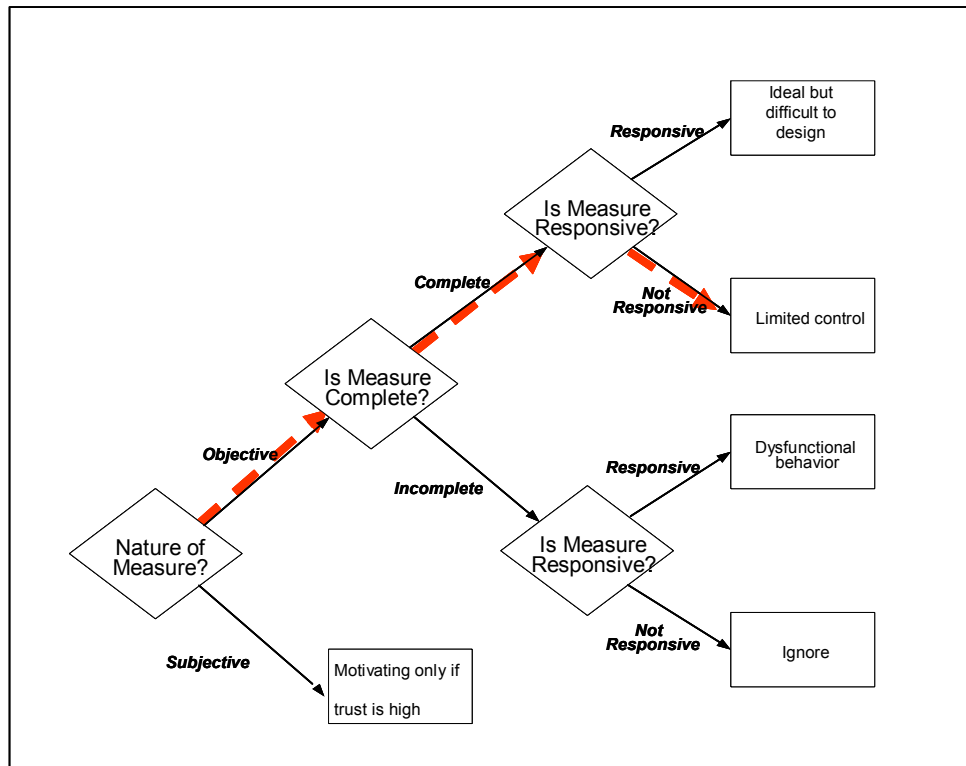 Ideal but
difficult to
design
Responsive
Is Measure
Responsive?
Complete
Not
Responsive
Limited control
Is Measure
Complete?
Objective
Incomplete
Responsive
Dysfunctional
behavior
Nature of
Measure?
Is Measure
Responsive?
Not
Responsive
Ignore
Subjective
Motivating only if
trust is high